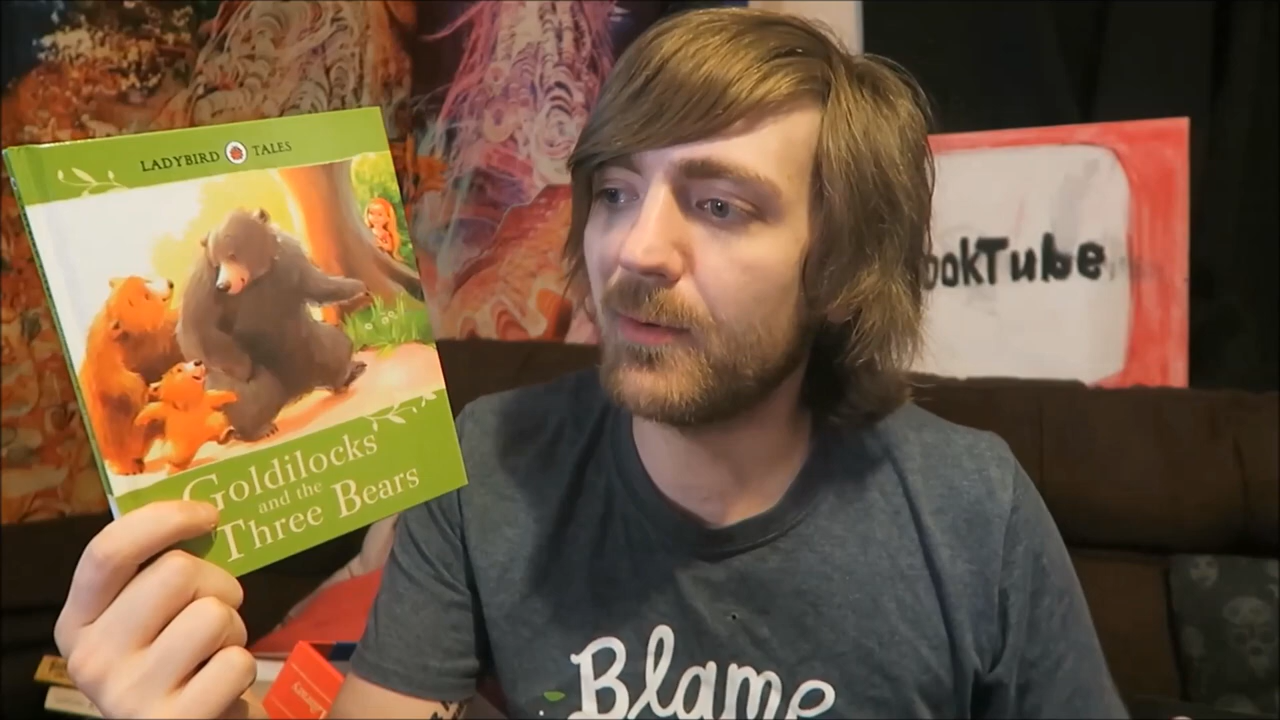 LADYBIRD TALES
Goldilocks
and the
Three Bears
ookTube
Blame